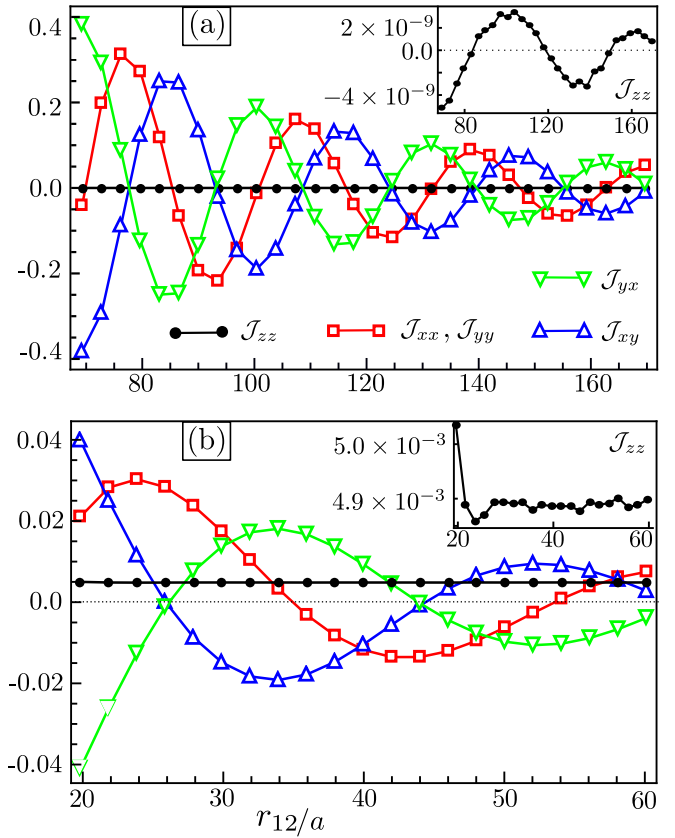 0.4
0.2
0.0
-0.2
-0.4
(a)
2 × 10⁻⁹
0.0
−4 × 10⁻⁹
𝒥zz
80 120 160
𝒥yx
𝒥zz 𝒥xx , 𝒥yy 𝒥xy
80 100 120 140 160
0.04
0.02
0.0
-0.02
-0.04
(b)
5.0 × 10⁻³
4.9 × 10⁻³
𝒥zz
20 40 60
20 30 40 50 60
r12/a